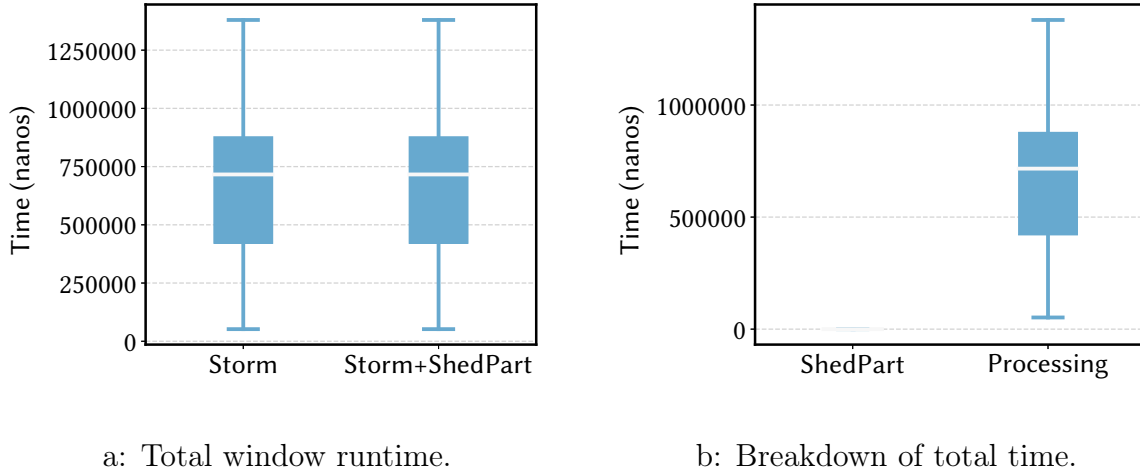 Time (nanos)
1250000
1000000
750000
500000
250000
0
Storm
Storm+ShedPart
a: Total window runtime.
Time (nanos)
1000000
500000
0
ShedPart
Processing
b: Breakdown of total time.